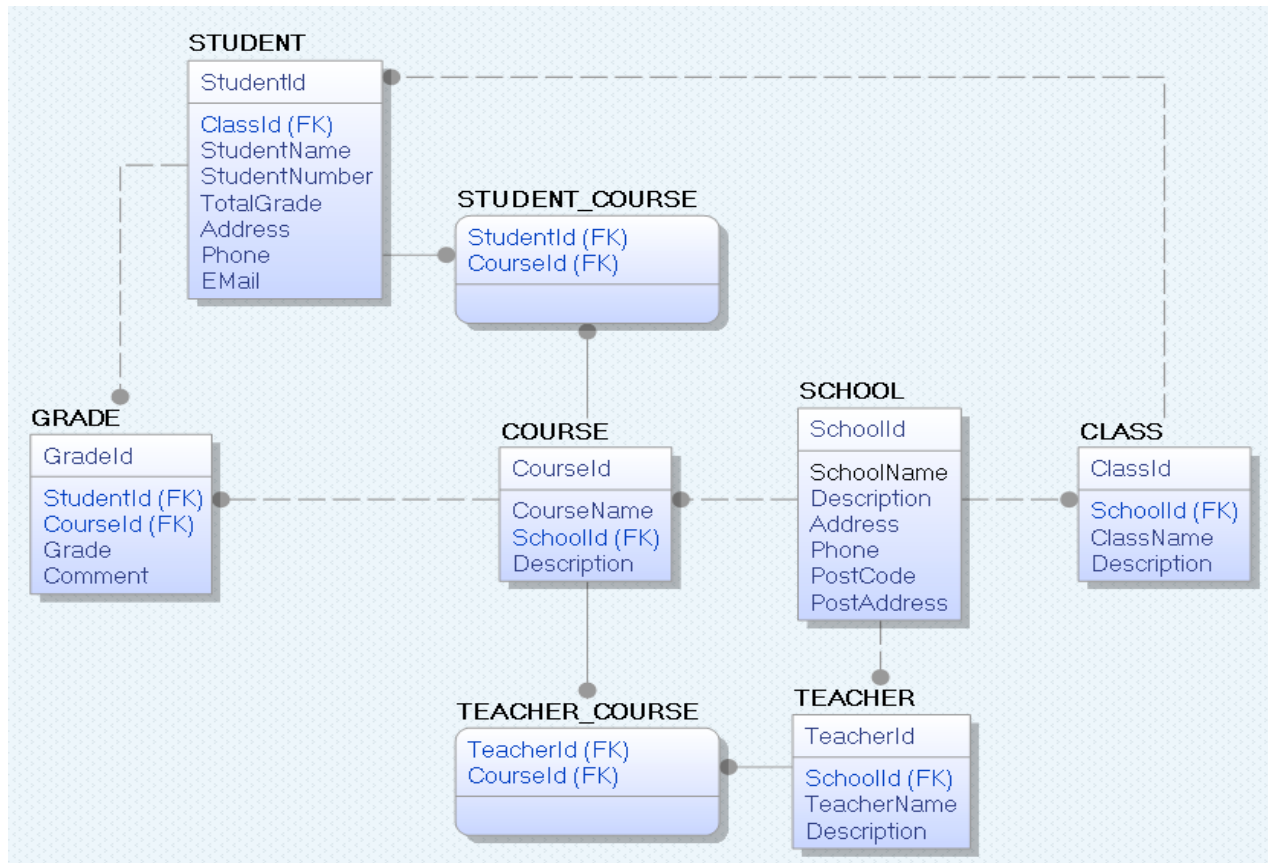 STUDENT
StudentId
ClassId (FK)
StudentName
StudentNumber
TotalGrade
Address
Phone
EMail
STUDENT_COURSE
StudentId (FK)
CourseId (FK)
GRADE
GradeId
StudentId (FK)
CourseId (FK)
Grade
Comment
COURSE
CourseId
CourseName
SchoolId (FK)
Description
SCHOOL
SchoolId
SchoolName
Description
Address
Phone
PostCode
PostAddress
CLASS
ClassId
SchoolId (FK)
ClassName
Description
TEACHER_COURSE
TeacherId (FK)
CourseId (FK)
TEACHER
TeacherId
SchoolId (FK)
TeacherName
Description